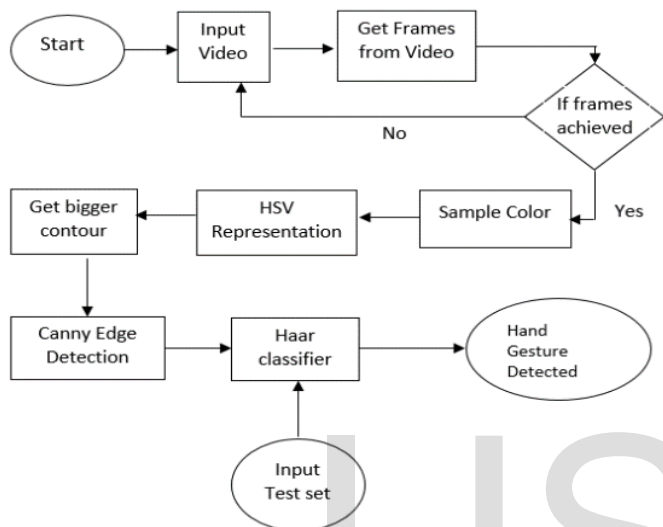 Start
Input
Video
Get Frames
from Video
If frames
achieved
No
Yes
Sample Color
HSV
Representation
Get bigger
contour
Canny Edge
Detection
Haar
classifier
Hand
Gesture
Detected
Input
Test set